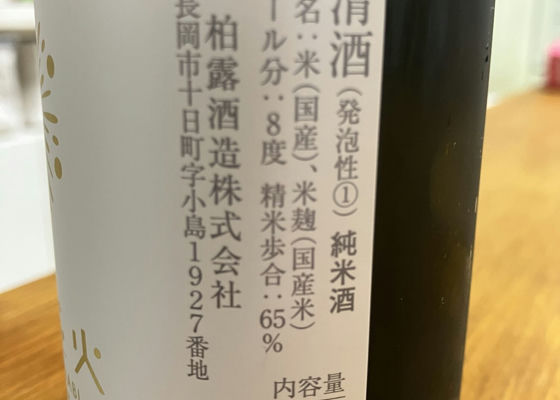 清酒（発泡性①）純米酒
名：米（国産）、米麹（国産米）
ール分：８度 精米歩合：65％
内容量
柏露酒造株式会社
長岡市十日町字小島1927番地
火